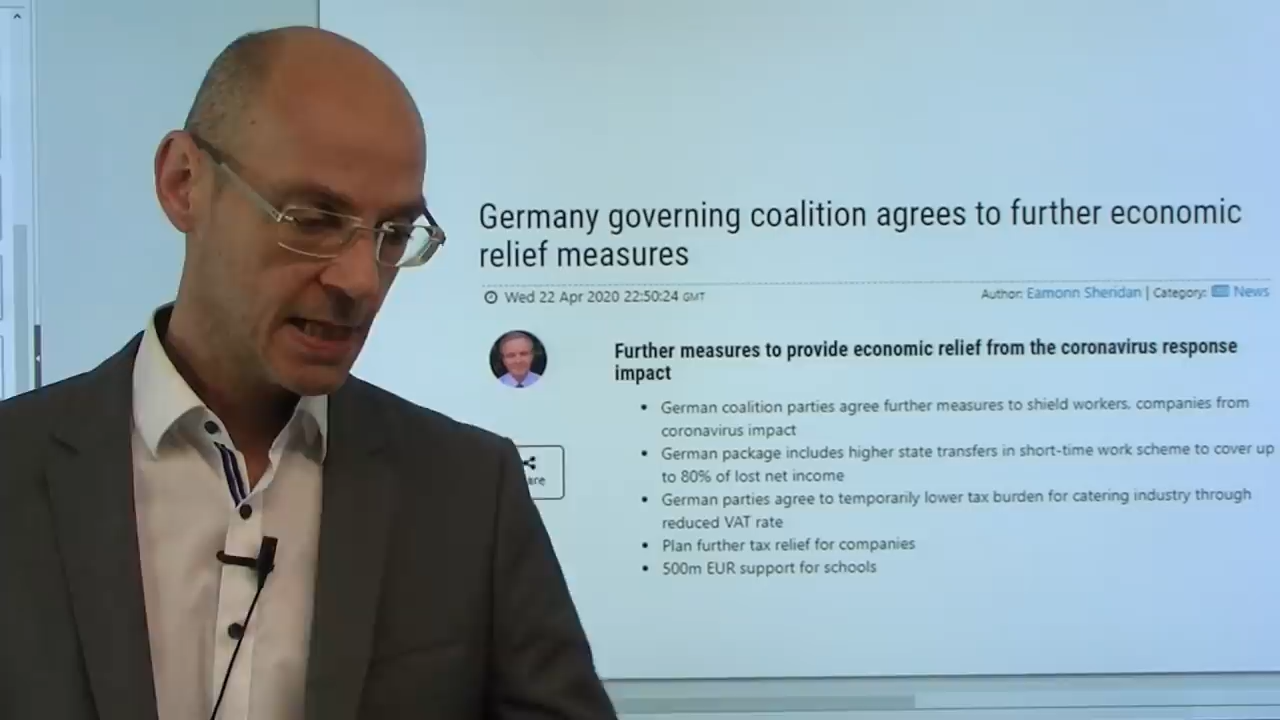 Germany governing coalition agrees to further economic
relief measures
Wed 22 Apr 2020 22:50:24 GMT
Author: Eamonn Sheridan | Category: News
Further measures to provide economic relief from the coronavirus response
impact
German coalition parties agree further measures to shield workers, companies from
coronavirus impact
German package includes higher state transfers in short-time work scheme to cover up
to 80% of lost net income
German parties agree to temporarily lower tax burden for catering industry through
reduced VAT rate
Plan further tax relief for companies
500m EUR support for schools
are